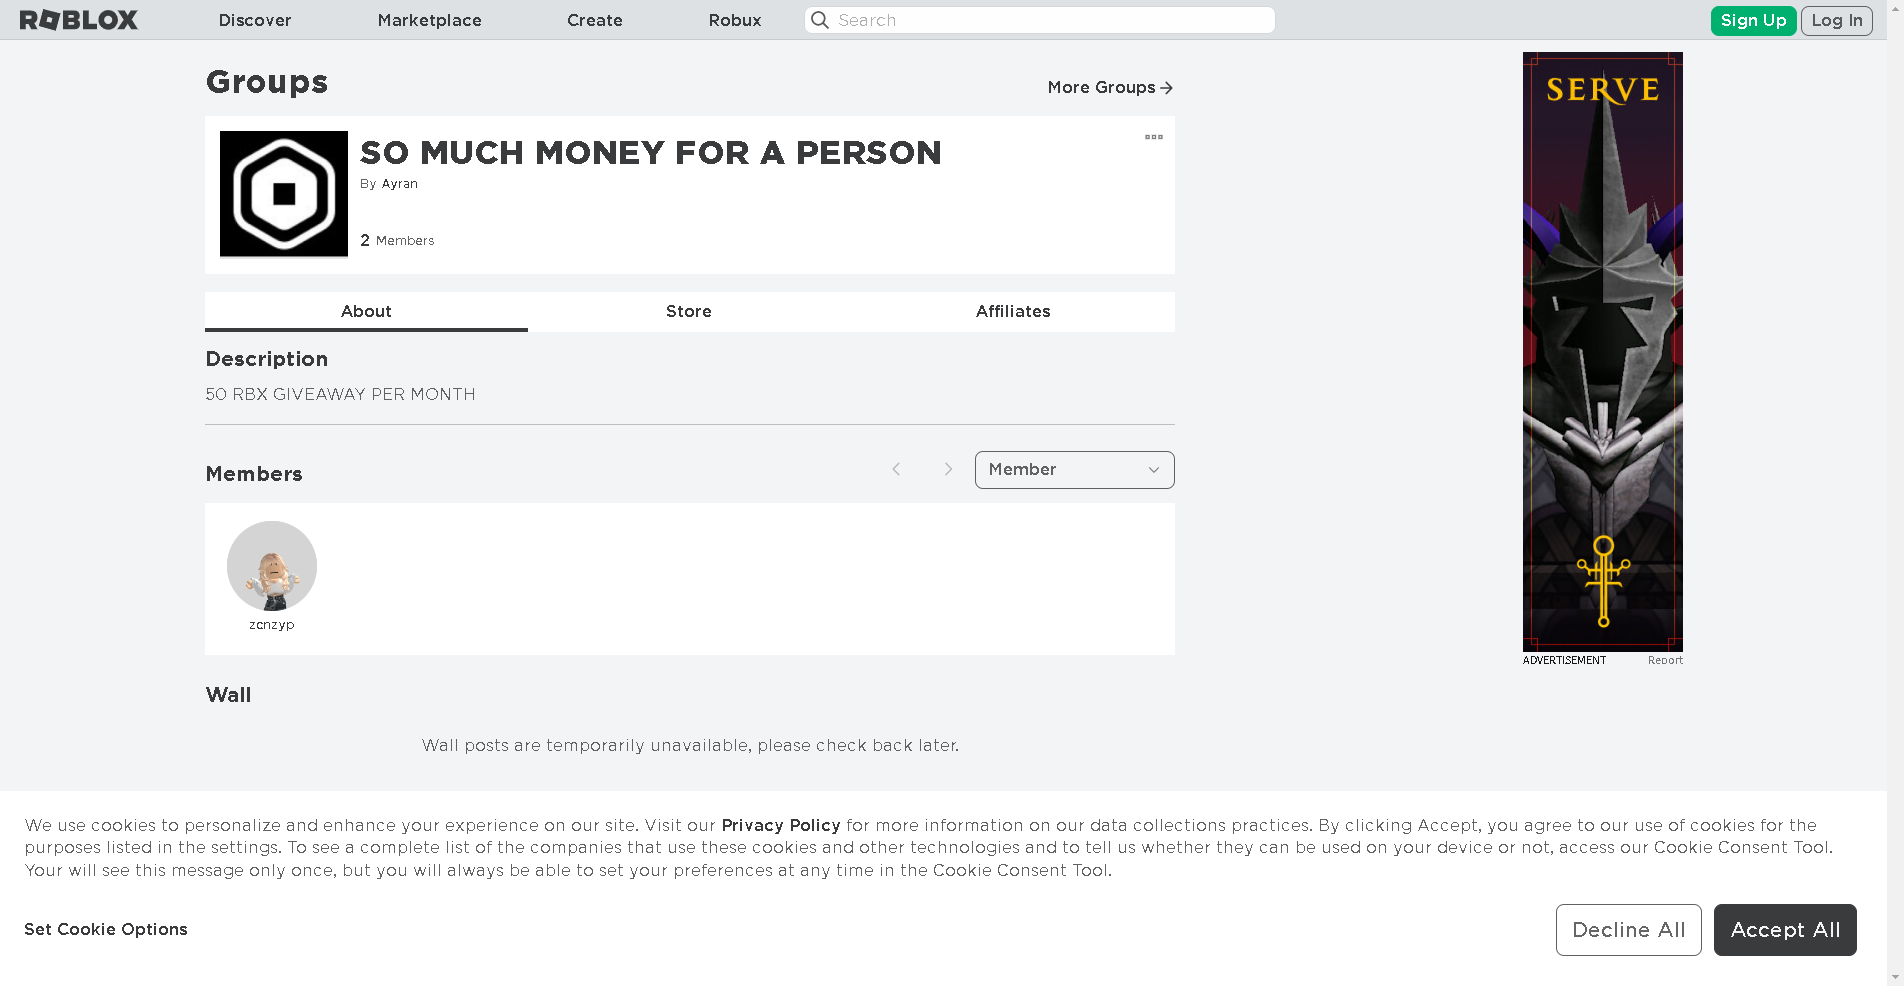 ROBLOX Discover Marketplace Create Robux Search Sign Up Log In
Groups
More Groups
SO MUCH MONEY FOR A PERSON
By Ayran
2 Members
About Store Affiliates
Description
50 RBX GIVEAWAY PER MONTH
Members
Member
zcnzyp
Wall
Wall posts are temporarily unavailable, please check back later.
SERVE
ADVERTISEMENT Report
We use cookies to personalize and enhance your experience on our site. Visit our Privacy Policy for more information on our data collections practices. By clicking Accept, you agree to our use of cookies for the
purposes listed in the settings. To see a complete list of the companies that use these cookies and other technologies and to tell us whether they can be used on your device or not, access our Cookie Consent Tool.
Your will see this message only once, but you will always be able to set your preferences at any time in the Cookie Consent Tool.
Set Cookie Options
Decline All
Accept All